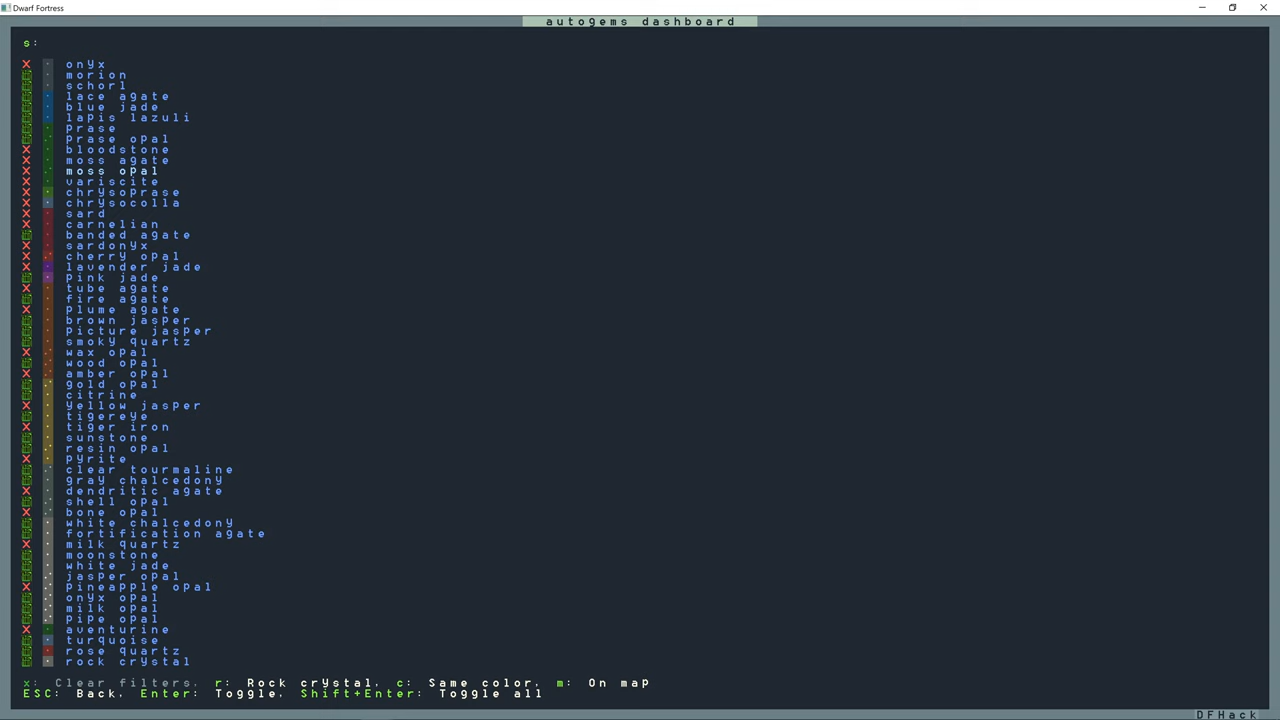 Dwarf Fortress
autogems dashboard
s:
X onyx
morion
schorl
lace agate
blue jade
lapis lazuli
prase
prase opal
X bloodstone
X moss agate
X moss opal
X variscite
X chrysoprase
X chrysocolla
X sard
X carnelian
banded agate
X sardonyx
X cherry opal
X lavender jade
pink jade
X tube agate
fire agate
X plume agate
brown jasper
picture jasper
smoky quartz
X wax opal
wood opal
X amber opal
gold opal
citrine
X yellow jasper
tigereye
X tiger iron
sunstone
resin opal
X pyrite
clear tourmaline
gray chalcedony
X dendritic agate
shell opal
X bone opal
white chalcedony
fortification agate
X milk quartz
moonstone
white jade
jasper opal
X pineapple opal
onyx opal
milk opal
pipe opal
X aventurine
turquoise
rose quartz
rock crystal
x: Clear filters. r: Rock crystal. c: Same color. m: On map
ESC: Back. Enter: Toggle. Shift+Enter: Toggle all
DFHack